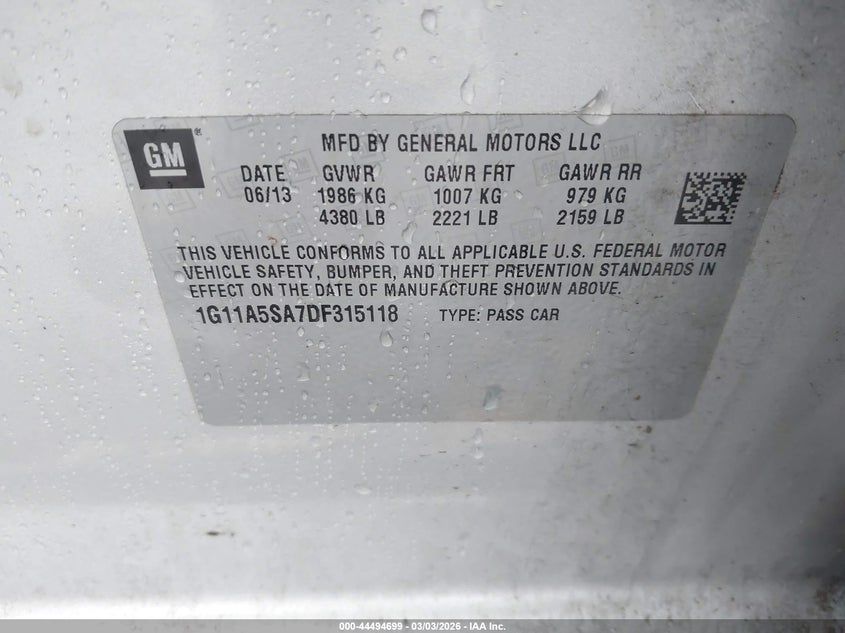 GM
MFD BY GENERAL MOTORS LLC
DATE GVWR GAWR FRT GAWR RR
06/13 1986 KG 1007 KG 979 KG
4380 LB 2221 LB 2159 LB
THIS VEHICLE CONFORMS TO ALL APPLICABLE U.S. FEDERAL MOTOR
VEHICLE SAFETY, BUMPER, AND THEFT PREVENTION STANDARDS IN
EFFECT ON THE DATE OF MANUFACTURE SHOWN ABOVE.
1G11A5SA7DF315118 TYPE: PASS CAR
000-44494699 - 03/03/2026 - IAA Inc.